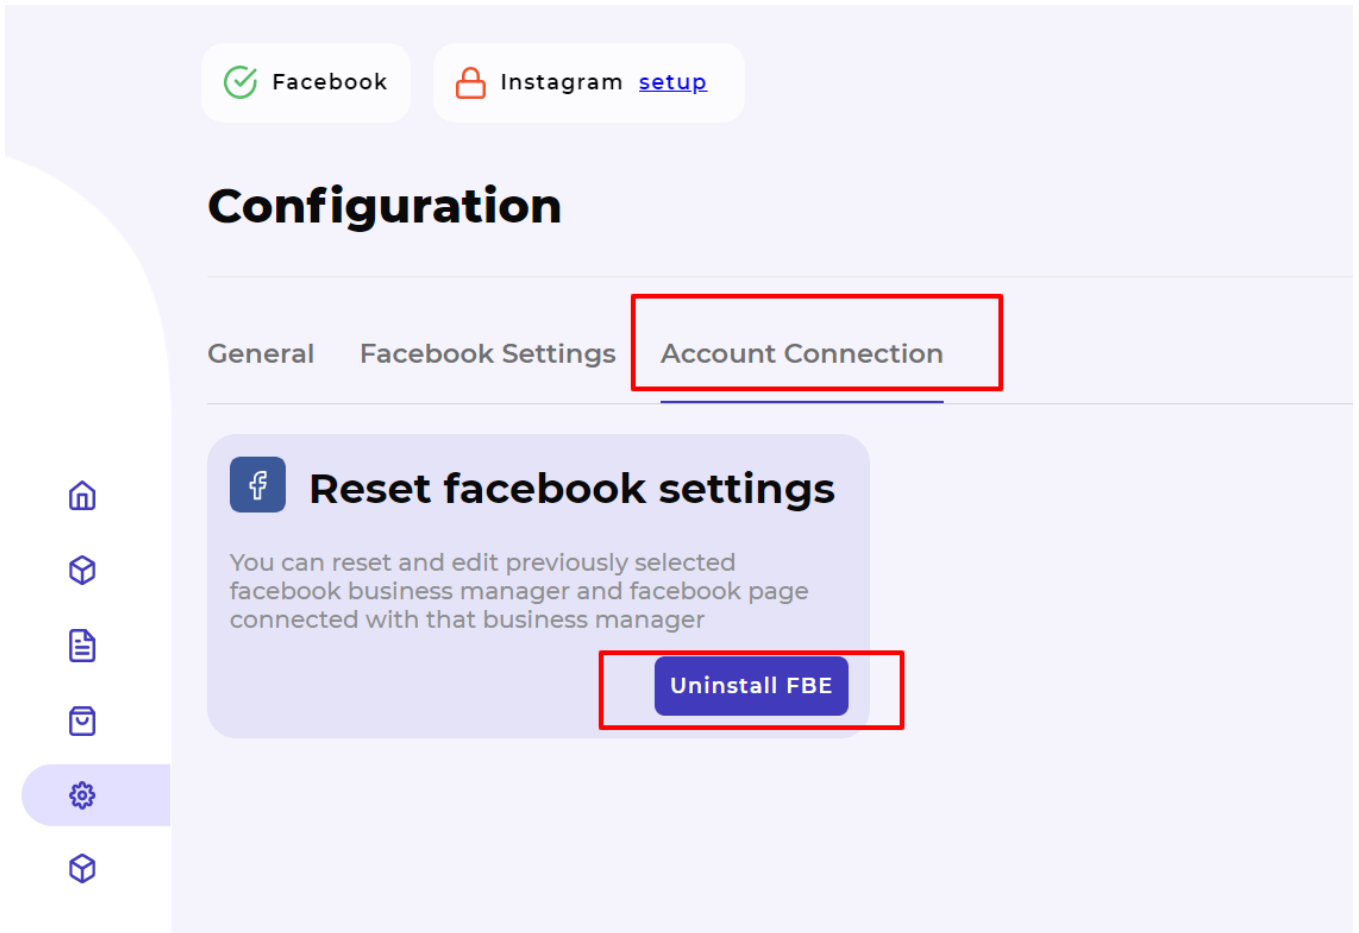 Facebook
Instagram setup
Configuration
General Facebook Settings Account Connection
Reset facebook settings
You can reset and edit previously selected
facebook business manager and facebook page
connected with that business manager
Uninstall FBE